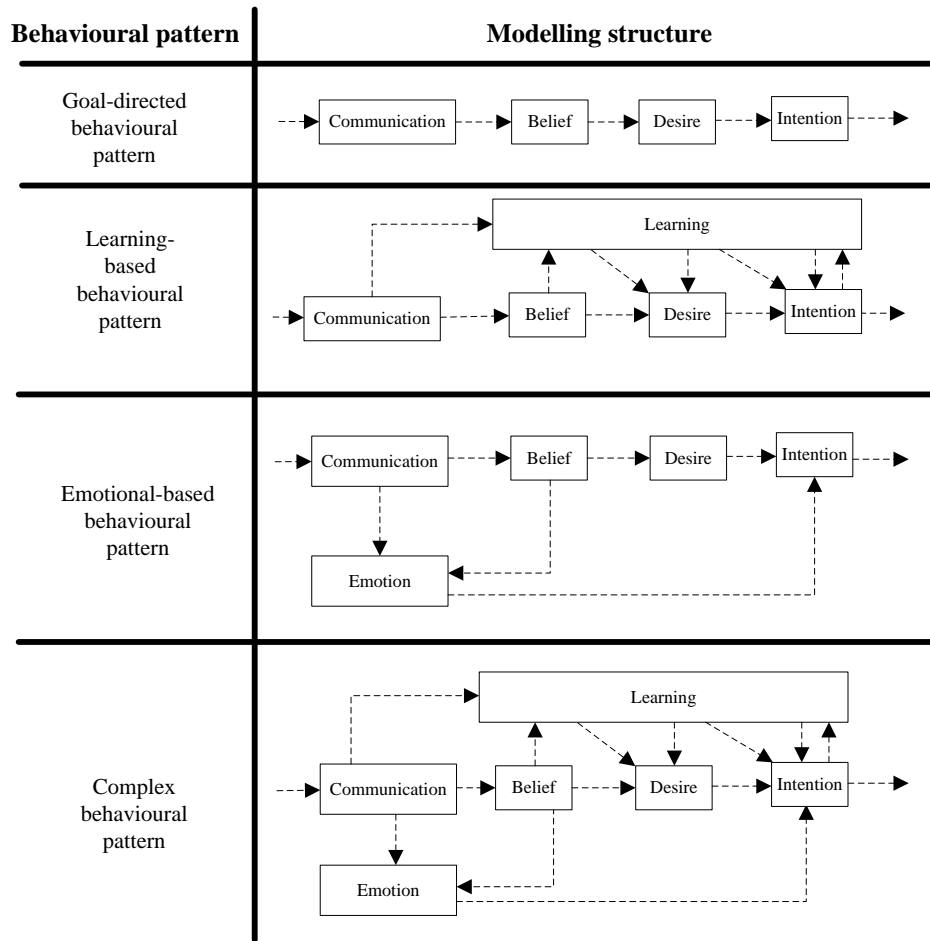 Behavioural pattern
Modelling structure
Goal-directed
behavioural
pattern
Communication
Belief
Desire
Intention
Learning-
based
behavioural
pattern
Learning
Communication
Belief
Desire
Intention
Emotional-based
behavioural
pattern
Communication
Belief
Desire
Intention
Emotion
Complex
behavioural
pattern
Learning
Communication
Belief
Desire
Intention
Emotion